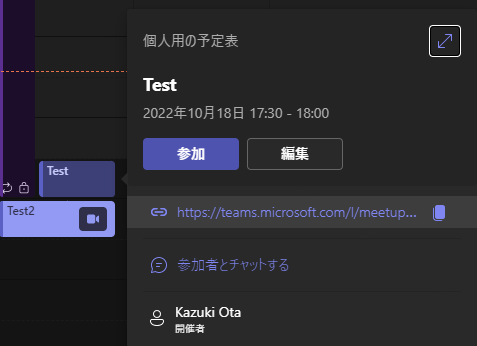 個人用の予定表
Test
2022年10月18日 17:30 - 18:00
参加
編集
Test
Test2
https://teams.microsoft.com/l/meetup...
参加者とチャットする
Kazuki Ota
開催者